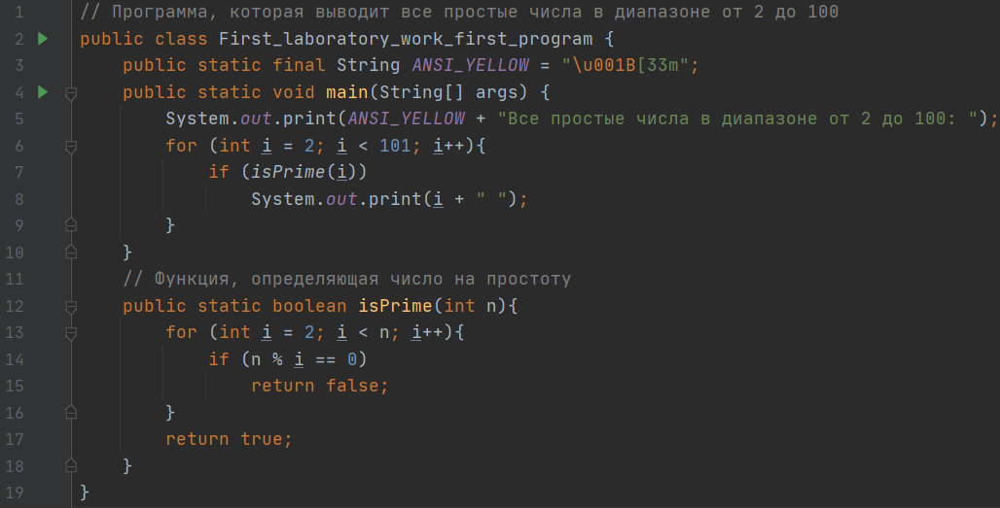 1 // Программа, которая выводит все простые числа в диапазоне от 2 до 100
2 public class First_laboratory_work_first_program {
3     public static final String ANSI_YELLOW = "\u001B[33m";
4     public static void main(String[] args) {
5         System.out.print(ANSI_YELLOW + "Все простые числа в диапазоне от 2 до 100: ");
6         for (int i = 2; i < 101; i++){
7             if (isPrime(i))
8                 System.out.print(i + " ");
9         }
10     }
11     // Функция, определяющая число на простоту
12     public static boolean isPrime(int n){
13         for (int i = 2; i < n; i++){
14             if (n % i == 0)
15                 return false;
16         }
17         return true;
18     }
19 }